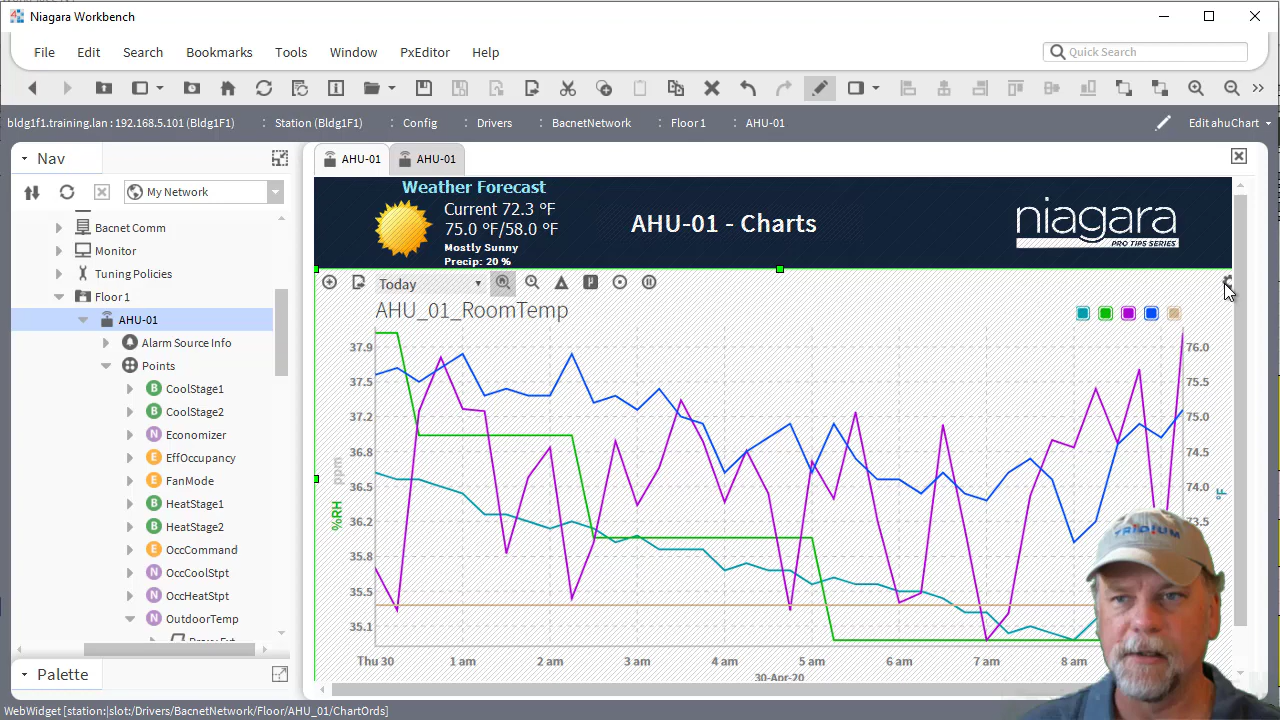 Niagara Workbench
File Edit Search Bookmarks Tools Window PxEditor Help
Quick Search
bldg1f1.training.lan : 192.168.5.101 (Bldg1F1) : Station (Bldg1F1) : Config : Drivers : BacnetNetwork : Floor 1 : AHU-01
Edit ahuChart
Nav
My Network
Bacnet Comm
Monitor
Tuning Policies
Floor 1
AHU-01
Alarm Source Info
Points
CoolStage1
CoolStage2
Economizer
EffOccupancy
FanMode
HeatStage1
HeatStage2
OccCommand
OccCoolStpt
OccHeatStpt
OutdoorTemp
Palette
AHU-01 AHU-01
Weather Forecast
Current 72.3 °F
75.0 °F/58.0 °F
Mostly Sunny
Precip: 20 %
AHU-01 - Charts
niagara
PRO TIPS SERIES
Today
AHU_01_RoomTemp
37.9
37.5
37.2
36.8
36.5
36.2
35.8
35.5
35.1
%RH
ppm
76.0
75.5
75.0
74.5
74.0
73.5
°F
Thu 30 1 am 2 am 3 am 4 am 5 am 6 am 7 am 8 am
30-Apr-20
TRIDIUM
WebWidget [station:|slot:/Drivers/BacnetNetwork/Floor/AHU_01/ChartOrds]